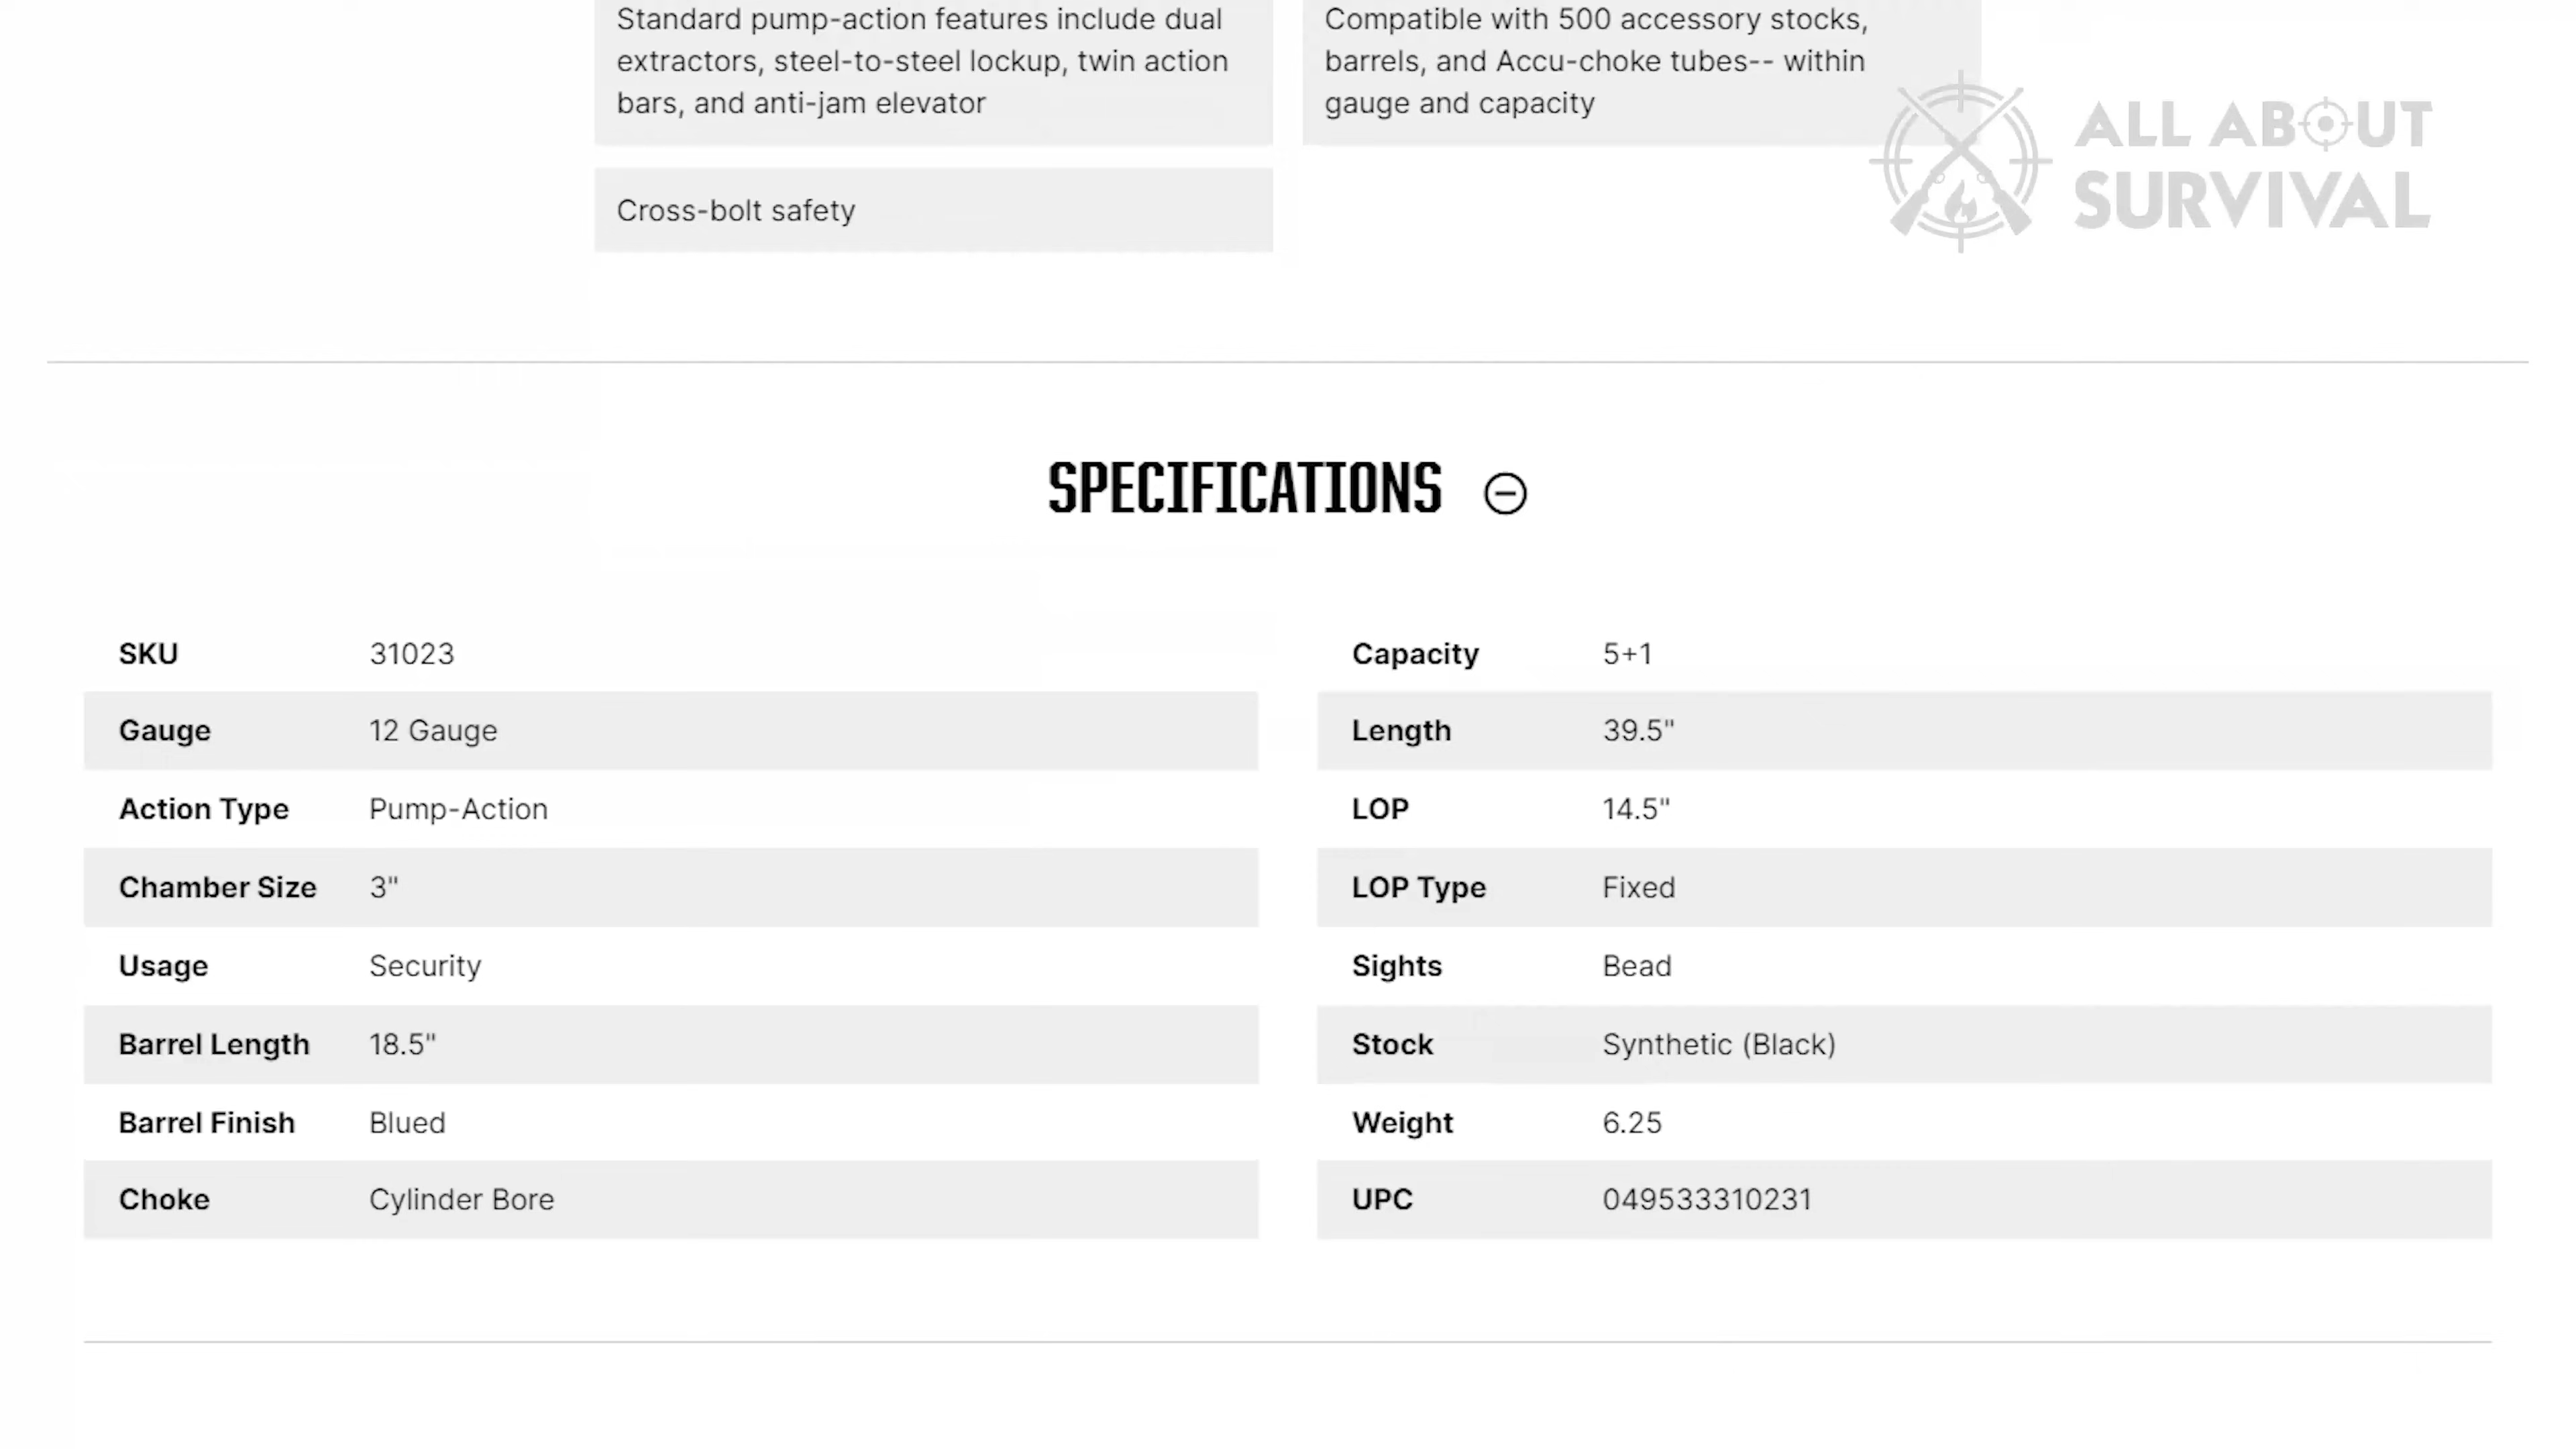 Standard pump-action features include dual
extractors, steel-to-steel lockup, twin action
bars, and anti-jam elevator
Compatible with 500 accessory stocks,
barrels, and Accu-choke tubes-- within
gauge and capacity
ALL ABOUT
SURVIVAL
Cross-bolt safety
SPECIFICATIONS
SKU 31023
Gauge 12 Gauge
Action Type Pump-Action
Chamber Size 3"
Usage Security
Barrel Length 18.5"
Barrel Finish Blued
Choke Cylinder Bore
Capacity 5+1
Length 39.5"
LOP 14.5"
LOP Type Fixed
Sights Bead
Stock Synthetic (Black)
Weight 6.25
UPC 049533310231